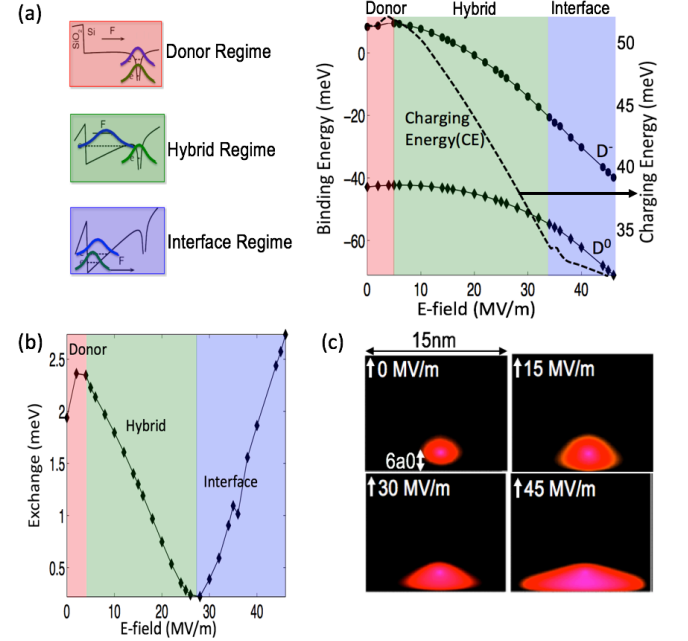 (a)
SiO2
Si
F
Donor Regime
F
Hybrid Regime
F
Interface Regime
Donor
Hybrid
Interface
Binding Energy (meV)
0
−20
−40
−60
Charging
Energy(CE)
D-
D0
50
45
40
35
Charging Energy (meV)
0
10
20
30
40
E-field (MV/m)
(b)
Exchange (meV)
2.5
2
1.5
1
0.5
Donor
Hybrid
Interface
0
10
20
30
40
E-field (MV/m)
(c)
15nm
0 MV/m
6a0
15 MV/m
30 MV/m
45 MV/m